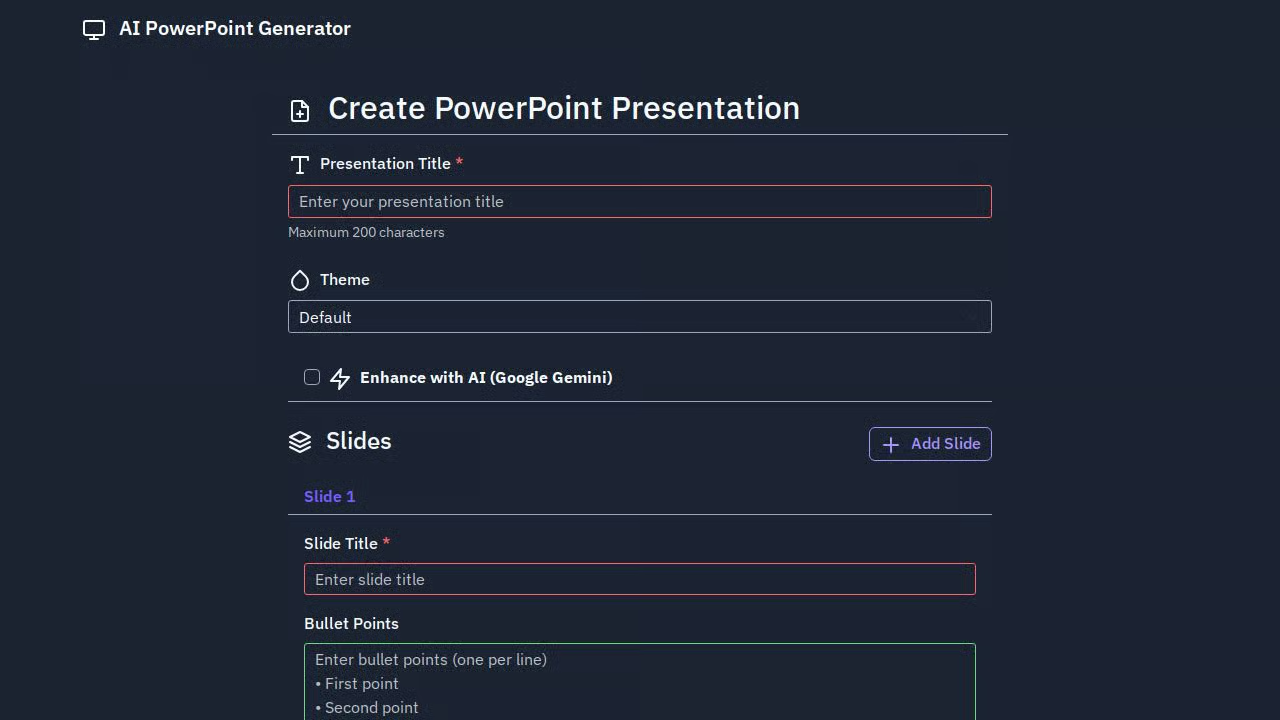 AI PowerPoint Generator
Create PowerPoint Presentation
Presentation Title *
Enter your presentation title
Maximum 200 characters
Theme
Default
Enhance with AI (Google Gemini)
Slides
Add Slide
Slide 1
Slide Title *
Enter slide title
Bullet Points
Enter bullet points (one per line)
• First point
• Second point